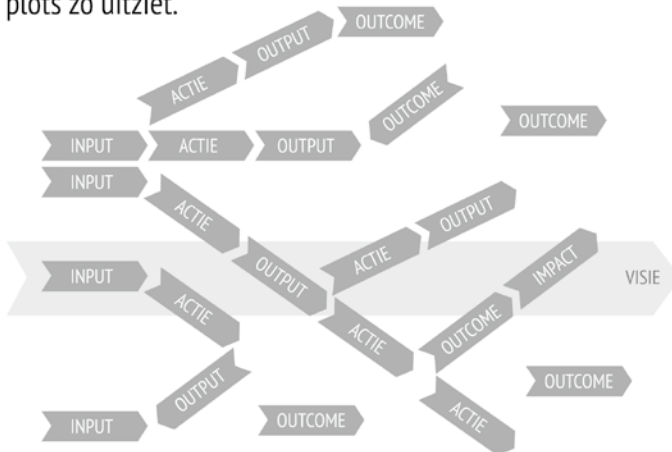 plots zo uitziet.
OUTCOME
OUTPUT
ACTIE
OUTCOME
OUTCOME
INPUT ACTIE OUTPUT
INPUT
ACTIE
OUTPUT
ACTIE
OUTPUT
IMPACT
INPUT
VISIE
ACTIE
ACTIE
OUTCOME
OUTPUT
OUTCOME
ACTIE
INPUT
OUTCOME